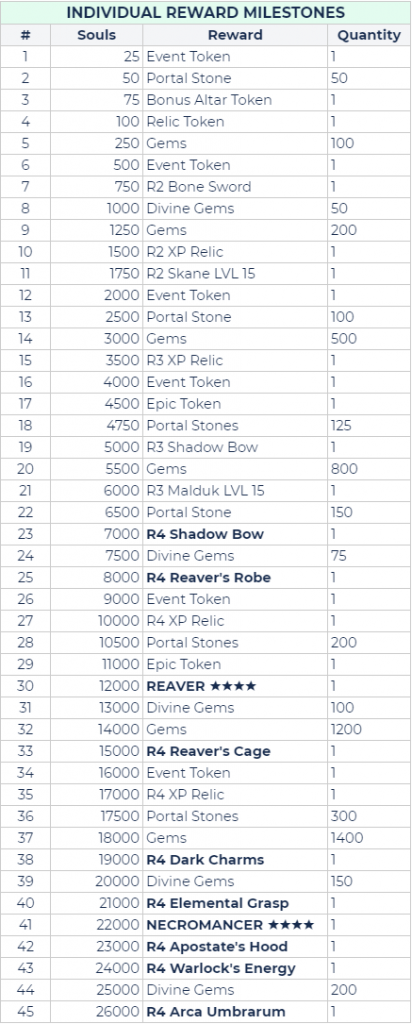 INDIVIDUAL REWARD MILESTONES
# Souls Reward Quantity
1 25 Event Token 1
2 50 Portal Stone 50
3 75 Bonus Altar Token 1
4 100 Relic Token 1
5 250 Gems 100
6 500 Event Token 1
7 750 R2 Bone Sword 1
8 1000 Divine Gems 50
9 1250 Gems 200
10 1500 R2 XP Relic 1
11 1750 R2 Skane LVL 15 1
12 2000 Event Token 1
13 2500 Portal Stone 100
14 3000 Gems 500
15 3500 R3 XP Relic 1
16 4000 Event Token 1
17 4500 Epic Token 1
18 4750 Portal Stones 125
19 5000 R3 Shadow Bow 1
20 5500 Gems 800
21 6000 R3 Malduk LVL 15 1
22 6500 Portal Stone 150
23 7000 R4 Shadow Bow 1
24 7500 Divine Gems 75
25 8000 R4 Reaver's Robe 1
26 9000 Event Token 1
27 10000 R4 XP Relic 1
28 10500 Portal Stones 200
29 11000 Epic Token 1
30 12000 REAVER ★★★★ 1
31 13000 Divine Gems 100
32 14000 Gems 1200
33 15000 R4 Reaver's Cage 1
34 16000 Event Token 1
35 17000 R4 XP Relic 1
36 17500 Portal Stones 300
37 18000 Gems 1400
38 19000 R4 Dark Charms 1
39 20000 Divine Gems 150
40 21000 R4 Elemental Grasp 1
41 22000 NECROMANCER ★★★★ 1
42 23000 R4 Apostate's Hood 1
43 24000 R4 Warlock's Energy 1
44 25000 Divine Gems 200
45 26000 R4 Arca Umbrarum 1